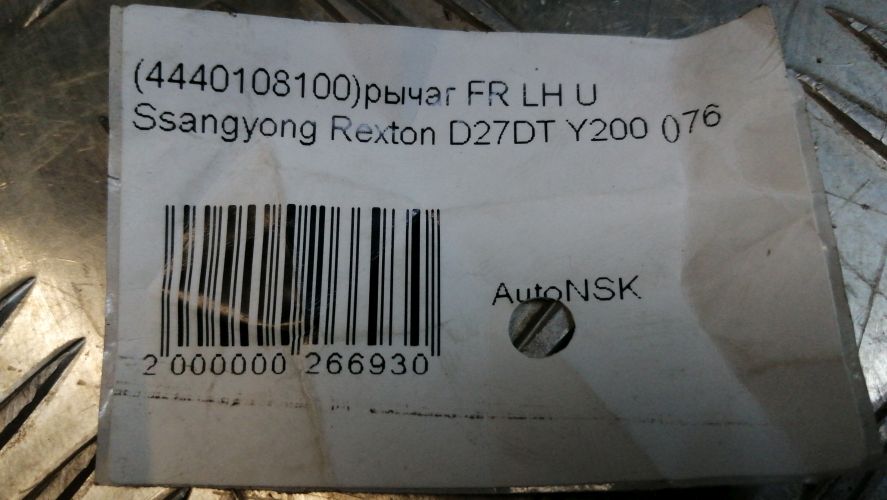 (4440108100)рычаг FR LH U
Ssangyong Rexton D27DT Y200 076
AutoNSK
2 000000 266930